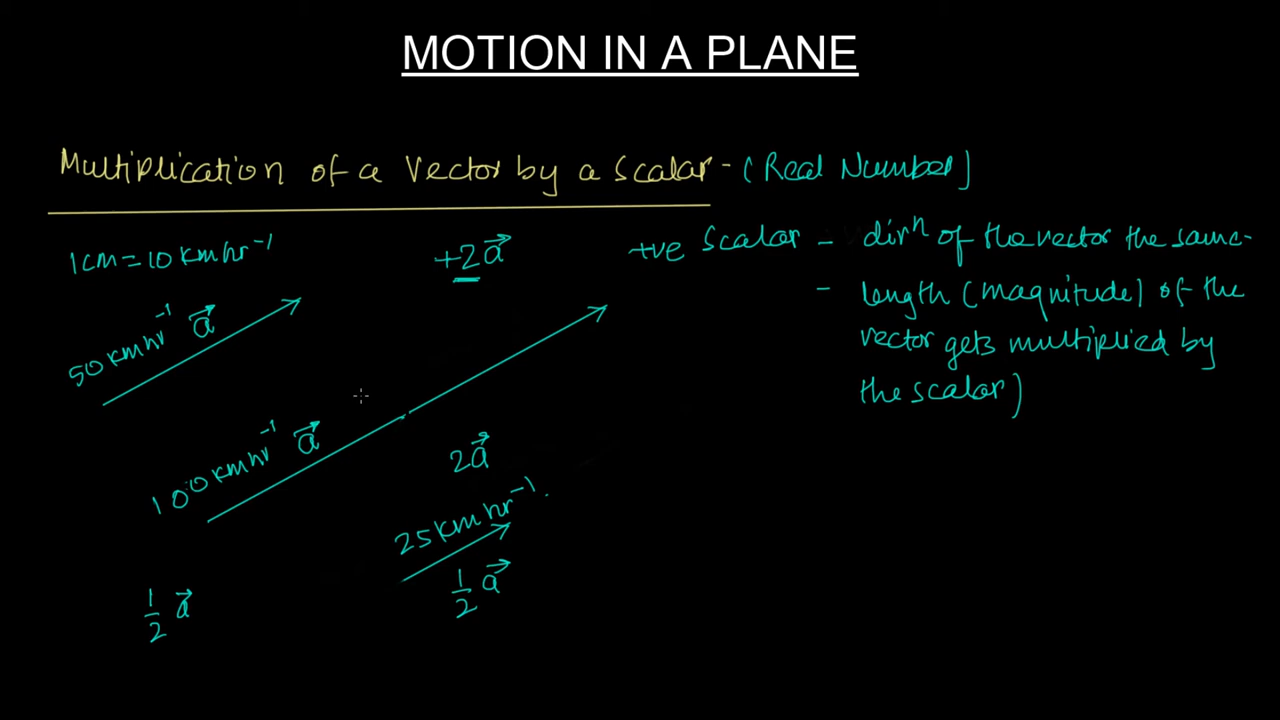 MOTION IN A PLANE
Multiplication of a Vector by a Scalar - (Real Number)
1cm = 10 kmhr⁻¹
+2a⃗
+ve Scalar - dirⁿ of the vector the same-
- length (magnitude) of the
vector gets multiplied by
the scalar)
50 kmhr⁻¹ a⃗
100 kmhr⁻¹ a⃗
2a⃗
25 kmhr⁻¹.
1/2 a⃗
1/2 a⃗